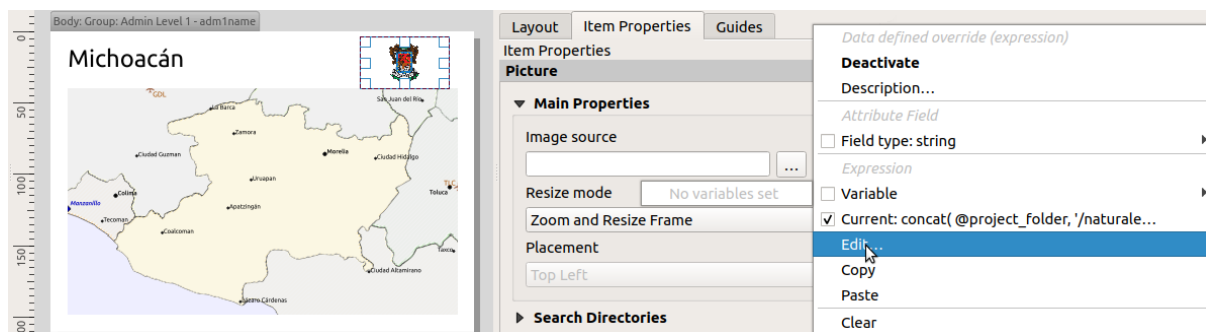 Body: Group: Admin Level 1 - adm1name
Michoacán
GDL
San Juan del Río
La Barca
Zamora
Morelia
Ciudad Guzman
Ciudad Hidalgo
Uruapan
Colima
Toluca
Manzanillo
Apatzingán
Tecoman
Coalcoman
Taxco
Ciudad Altamirano
Lázaro Cárdenas
0
50
100
150
Layout
Item Properties
Guides
Item Properties
Picture
Main Properties
Image source
...
Resize mode
No variables set
Zoom and Resize Frame
Placement
Top Left
Search Directories
Data defined override (expression)
Deactivate
Description...
Attribute Field
Field type: string
Expression
Variable
Current: concat( @project_folder, '/naturale...
Edit...
Copy
Paste
Clear